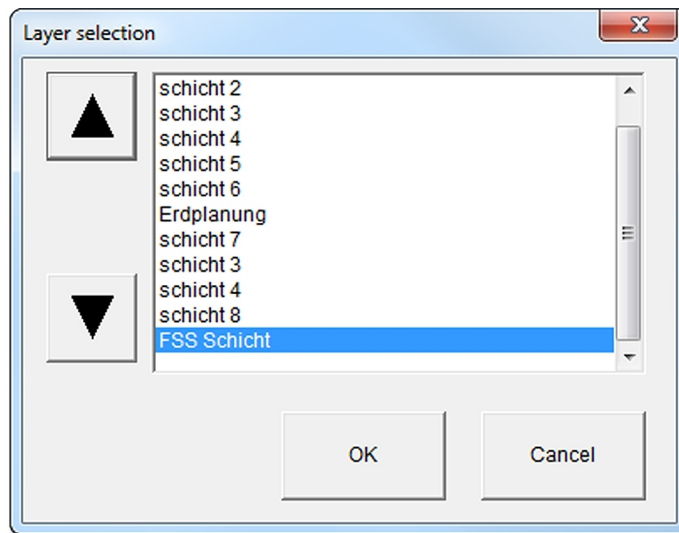 Layer selection
schicht 2
schicht 3
schicht 4
schicht 5
schicht 6
Erdplanung
schicht 7
schicht 3
schicht 4
schicht 8
FSS Schicht
OK
Cancel